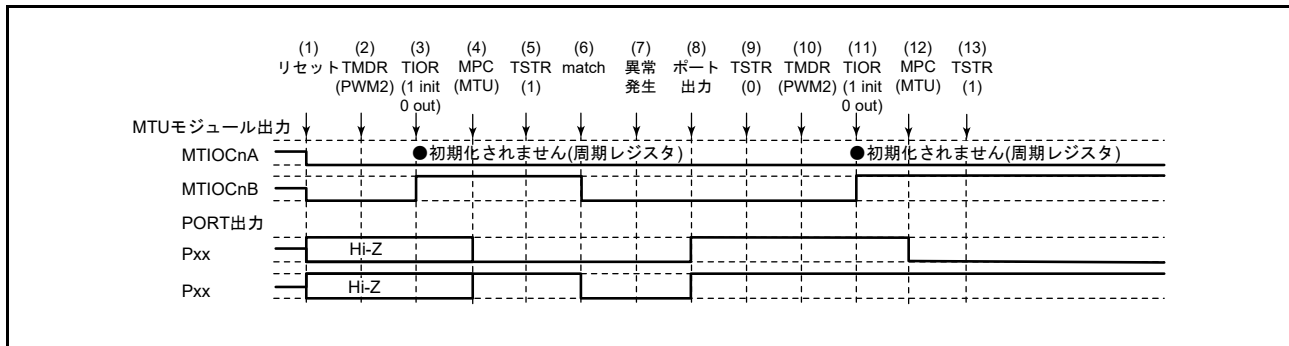 (1) (2) (3) (4) (5) (6) (7) (8) (9) (10) (11) (12) (13)
リセット TMDR TIOR MPC TSTR match 異常 ポート TSTR TMDR TIOR MPC TSTR
(PWM2) (1 init (MTU) (1) 発生 出力 (0) (PWM2) (1 init (MTU) (1)
0 out) 0 out)
MTUモジュール出力
MTIOCnA ●初期化されません(周期レジスタ) ●初期化されません(周期レジスタ)
MTIOCnB
PORT出力
Pxx Hi-Z
Pxx Hi-Z